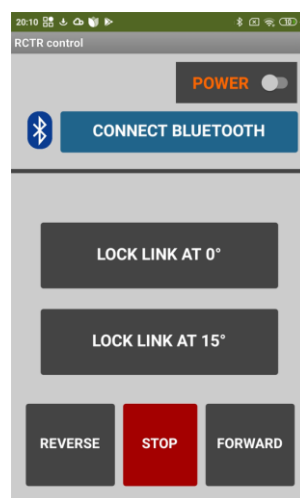 20:10
RCTR control
POWER
CONNECT BLUETOOTH
LOCK LINK AT 0°
LOCK LINK AT 15°
REVERSE
STOP
FORWARD